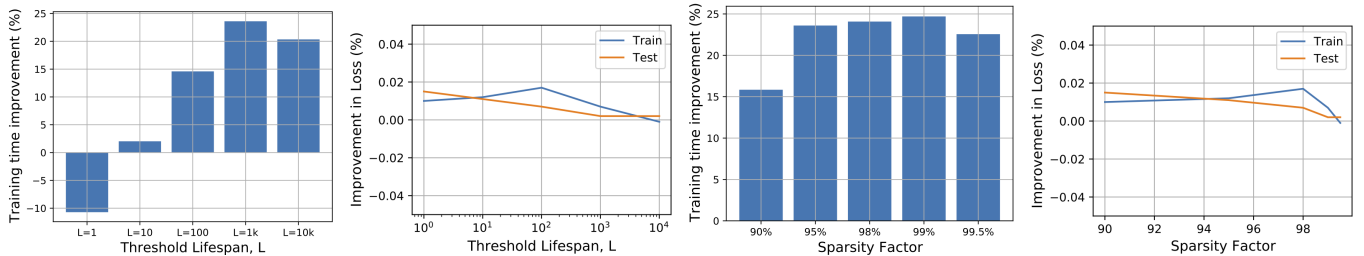 Training time improvement (%)
25
20
15
10
5
0
−5
−10
L=1 L=10 L=100 L=1k L=10k
Threshold Lifespan, L
Improvement in Loss (%)
0.04
0.02
0.00
−0.02
−0.04
Train
Test
10^0 10^1 10^2 10^3 10^4
Threshold Lifespan, L
Training time improvement (%)
25
20
15
10
5
0
90% 95% 98% 99% 99.5%
Sparsity Factor
Improvement in Loss (%)
0.04
0.02
0.00
−0.02
−0.04
Train
Test
90 92 94 96 98
Sparsity Factor